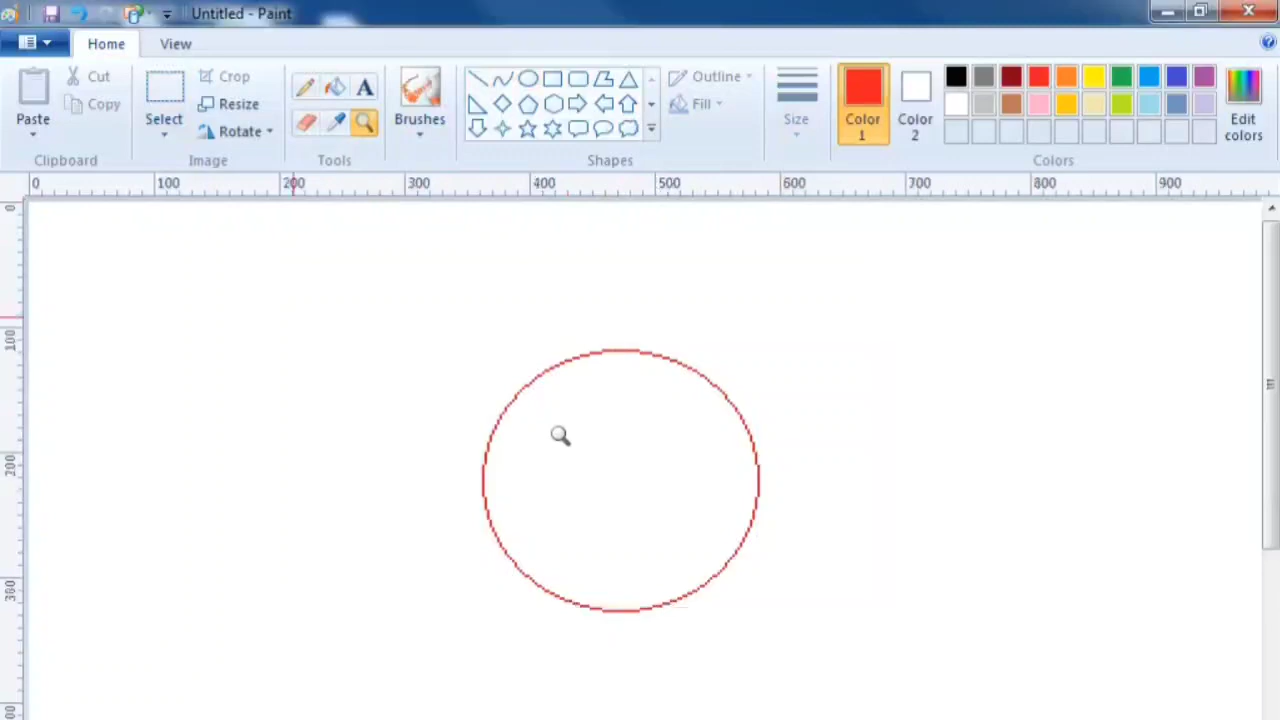 Untitled - Paint
Home View
Paste Cut Copy Select Crop Resize Rotate A Brushes Outline Fill Size Color 1 Color 2 Edit colors
Clipboard Image Tools Shapes Colors
0 100 200 300 400 500 600 700 800 900
0
100
200
300
00